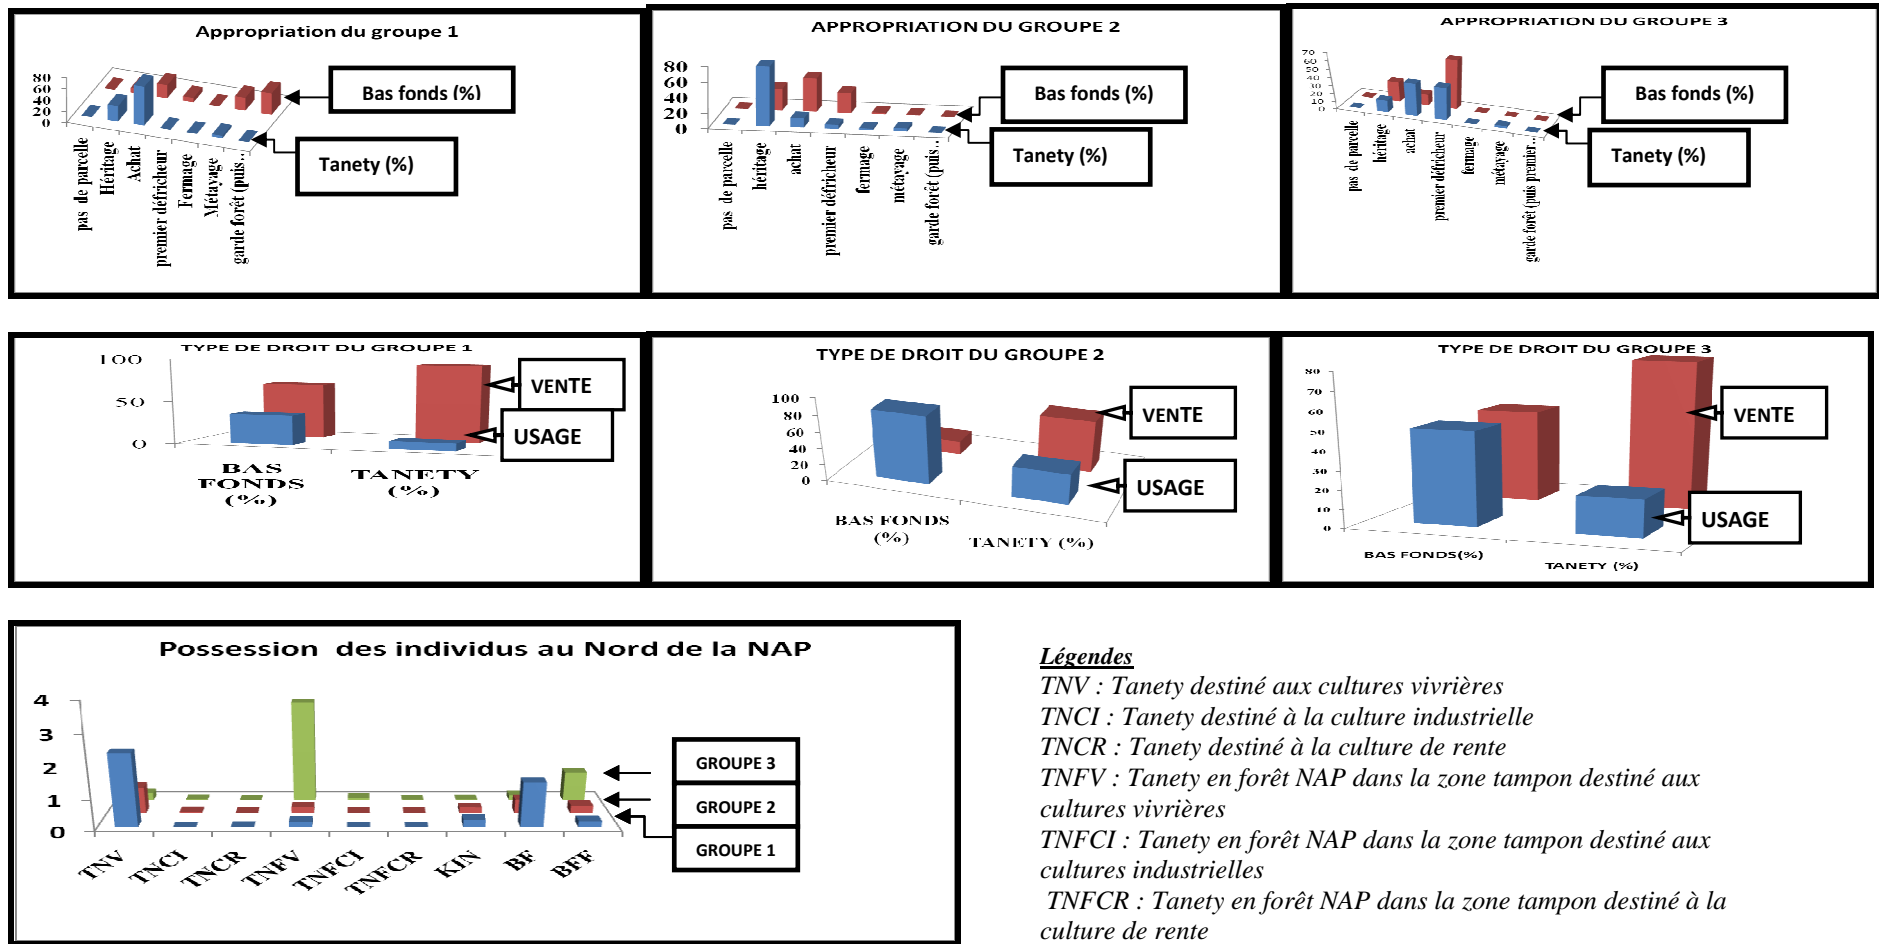 Appropriation du groupe 1
80
60
40
20
0
pas de parcelle
Héritage
Achat
premier défricheur
Fermage
Métayage
garde forêt (puis..
Bas fonds (%)
Tanety (%)
APPROPRIATION DU GROUPE 2
80
60
40
20
0
pas de parcelle
héritage
achat
premier défricheur
fermage
métayage
garde forêt (puis..
Bas fonds (%)
Tanety (%)
APPROPRIATION DU GROUPE 3
70
60
50
40
30
20
10
0
pas de parcelle
héritage
achat
premier défricheur
fermage
métayage
garde forêt (puis premier..
Bas fonds (%)
Tanety (%)
TYPE DE DROIT DU GROUPE 1
100
50
0
BAS
FONDS
(%)
TANETY
(%)
VENTE
USAGE
TYPE DE DROIT DU GROUPE 2
100
80
60
40
20
0
BAS FONDS
(%)
TANETY (%)
VENTE
USAGE
TYPE DE DROIT DU GROUPE 3
80
70
60
50
40
30
20
10
0
BAS FONDS(%)
TANETY (%)
VENTE
USAGE
Possession des individus au Nord de la NAP
4
3
2
1
0
TNV
TNCI
TNCR
TNFV
TNFCI
TNFCR
KIN
BF
BFF
GROUPE 3
GROUPE 2
GROUPE 1
Légendes
TNV : Tanety destiné aux cultures vivrières
TNCI : Tanety destiné à la culture industrielle
TNCR : Tanety destiné à la culture de rente
TNFV : Tanety en forêt NAP dans la zone tampon destiné aux
cultures vivrières
TNFCI : Tanety en forêt NAP dans la zone tampon destiné aux
cultures industrielles
TNFCR : Tanety en forêt NAP dans la zone tampon destiné à la
culture de rente